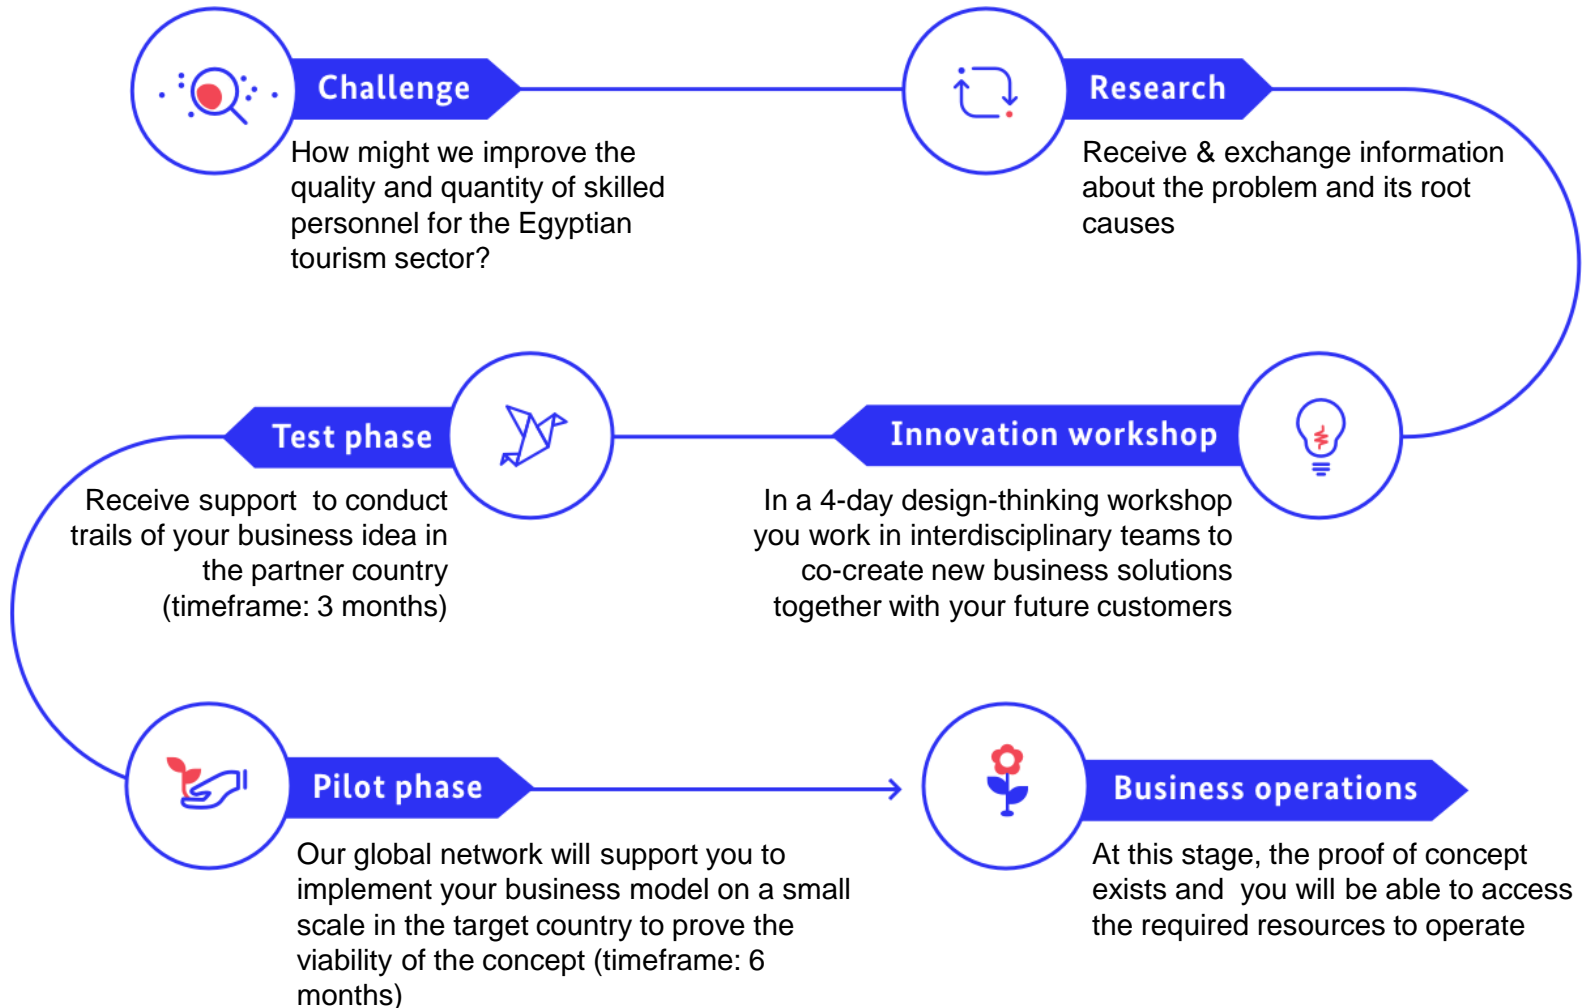 Challenge
How might we improve the
quality and quantity of skilled
personnel for the Egyptian
tourism sector?
Research
Receive & exchange information
about the problem and its root
causes
Innovation workshop
In a 4-day design-thinking workshop
you work in interdisciplinary teams to
co-create new business solutions
together with your future customers
Test phase
Receive support  to conduct
trails of your business idea in
the partner country
(timeframe: 3 months)
Pilot phase
Our global network will support you to
implement your business model on a small
scale in the target country to prove the
viability of the concept (timeframe: 6
months)
Business operations
At this stage, the proof of concept
exists and  you will be able to access
the required resources to operate